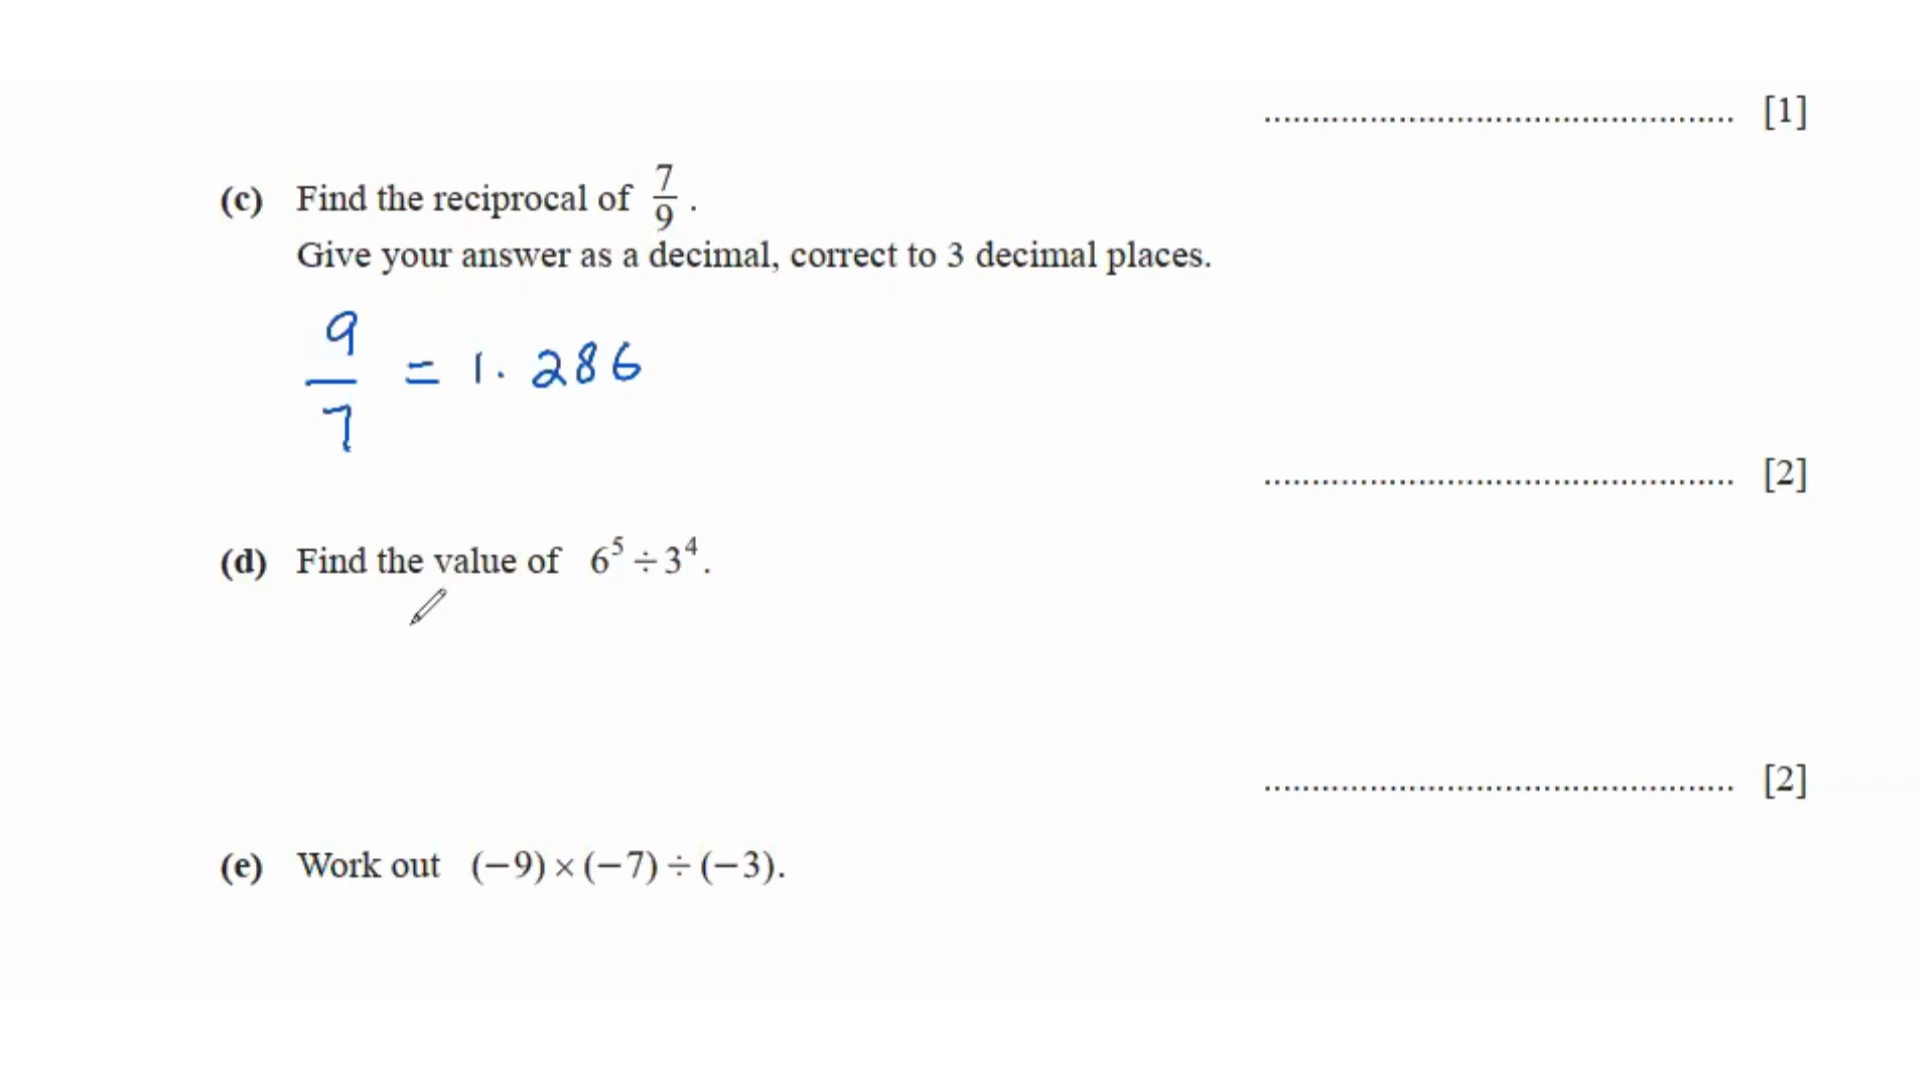 ................................................. [1]
(c) Find the reciprocal of 7/9 .
Give your answer as a decimal, correct to 3 decimal places.
9/7 = 1.286
................................................. [2]
(d) Find the value of 6⁵ ÷ 3⁴.
................................................. [2]
(e) Work out (−9) × (−7) ÷ (−3).